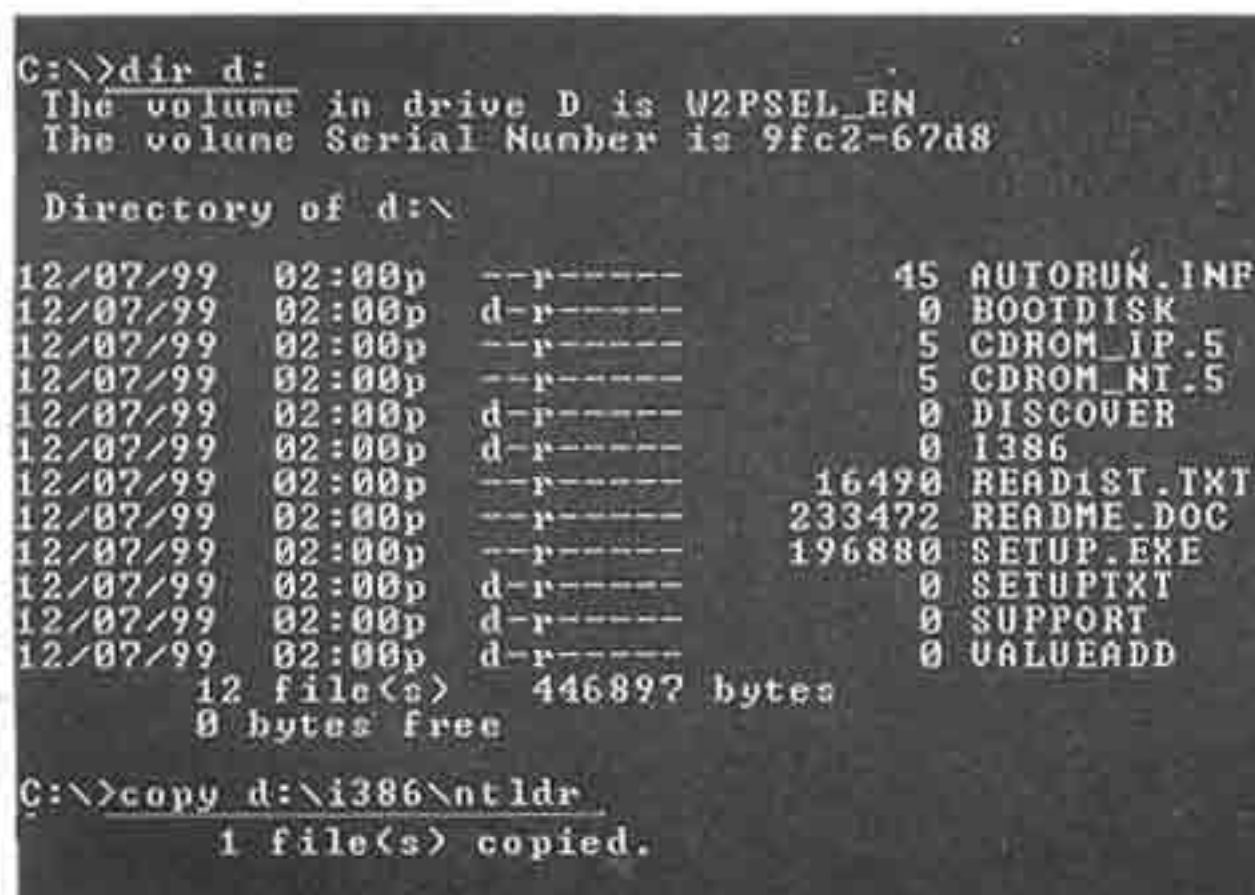 C:\>dir d:
The volume in drive D is W2PSEL_EN
The volume Serial Number is 9fc2-67d8
Directory of d:\
12/07/99 02:00p --r------ 45 AUTORUN.INF
12/07/99 02:00p d-r------ 0 BOOTDISK
12/07/99 02:00p --r------ 5 CDROM_IP.5
12/07/99 02:00p --r------ 5 CDROM_NT.5
12/07/99 02:00p d-r------ 0 DISCOVER
12/07/99 02:00p d-r------ 0 I386
12/07/99 02:00p --r------ 16490 READ1ST.TXT
12/07/99 02:00p --r------ 233472 README.DOC
12/07/99 02:00p --r------ 196880 SETUP.EXE
12/07/99 02:00p d-r------ 0 SETUPTXT
12/07/99 02:00p d-r------ 0 SUPPORT
12/07/99 02:00p d-r------ 0 VALUEADD
12 file(s) 446897 bytes
0 bytes free
C:\>copy d:\i386\ntldr
1 file(s) copied.